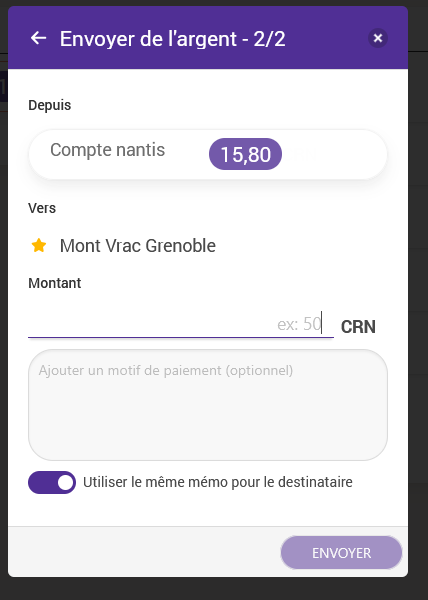 Envoyer de l'argent - 2/2
Depuis
Compte nantis 15,80
Vers
Mont Vrac Grenoble
Montant
ex: 50 CRN
Ajouter un motif de paiement (optionnel)
Utiliser le même mémo pour le destinataire
ENVOYER